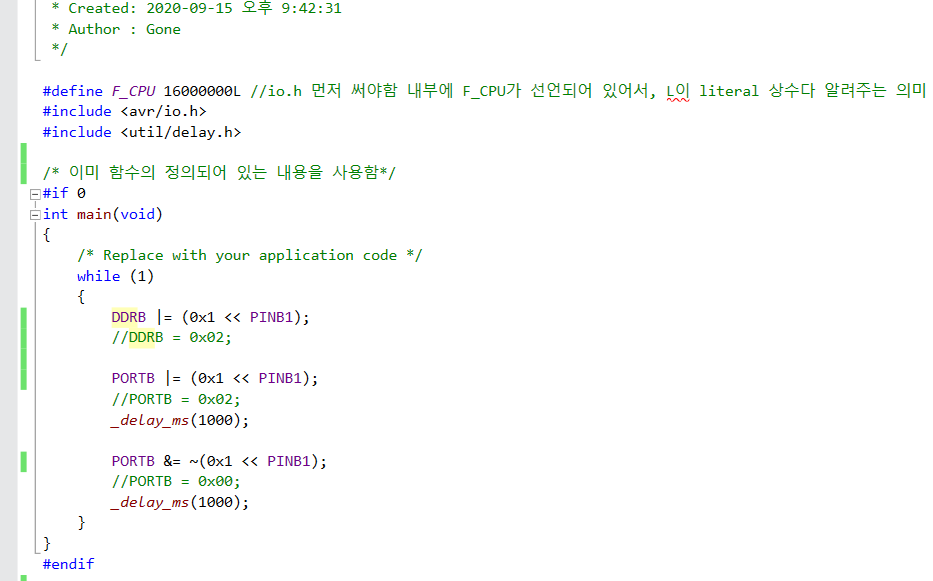 * Created: 2020-09-15 오후 9:42:31
* Author : Gone
*/
#define F_CPU 16000000L //io.h 먼저 써야함 내부에 F_CPU가 선언되어 있어서, L이 literal 상수다 알려주는 의미
#include <avr/io.h>
#include <util/delay.h>
/* 이미 함수의 정의되어 있는 내용을 사용함*/
#if 0
int main(void)
{
/* Replace with your application code */
while (1)
{
DDRB |= (0x1 << PINB1);
//DDRB = 0x02;
PORTB |= (0x1 << PINB1);
//PORTB = 0x02;
_delay_ms(1000);
PORTB &= ~(0x1 << PINB1);
//PORTB = 0x00;
_delay_ms(1000);
}
}
#endif